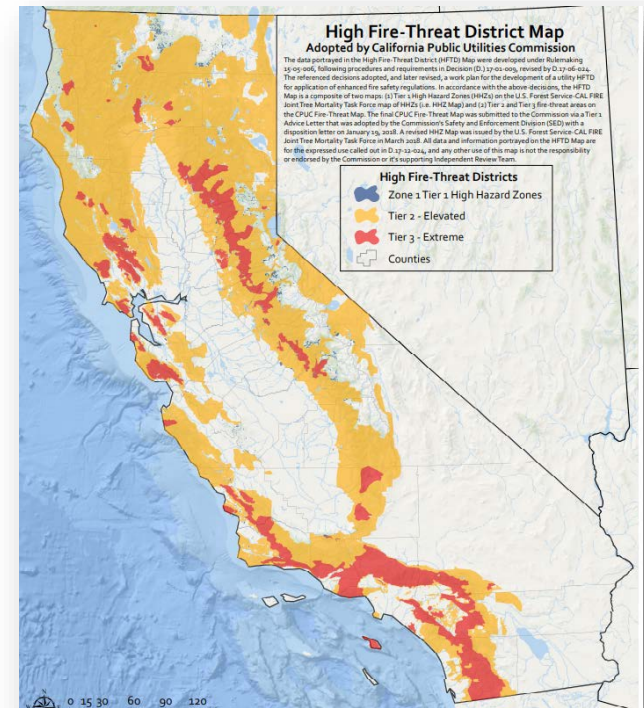 High Fire-Threat District Map
Adopted by California Public Utilities Commission
The data portrayed in the High Fire-Threat District (HFTD) Map were developed under Rulemaking
15-05-006, following procedures and requirements in Decision (D.) 17-01-009, revised by D.17-06-024.
The referenced decisions adopted, and later revised, a work plan for the development of a utility HFTD
for application of enhanced fire safety regulations. In accordance with the above-decisions, the HFTD
Map is a composite of two maps: (1) Tier 1 High Hazard Zones (HHZs) on the U.S. Forest Service-CAL FIRE
Joint Tree Mortality Task Force map of HHZs (i.e. HHZ Map) and (2) Tier 2 and Tier 3 fire-threat areas on
the CPUC Fire-Threat Map. The final CPUC Fire-Threat Map was submitted to the Commission via a Tier 1
Advice Letter that was adopted by the Commission's Safety and Enforcement Division (SED) with a
disposition letter on January 19, 2018. A revised HHZ Map was issued by the U.S. Forest Service-CAL FIRE
Joint Tree Mortality Task Force in March 2018. All data and information portrayed on the HFTD Map are
for the expressed use called out in D.17-12-024, and any other use of this map is not the responsibility
or endorsed by the Commission or it's supporting Independent Review Team.
High Fire-Threat Districts
Zone 1 Tier 1 High Hazard Zones
Tier 2 - Elevated
Tier 3 - Extreme
Counties
0 15 30 60 90 120